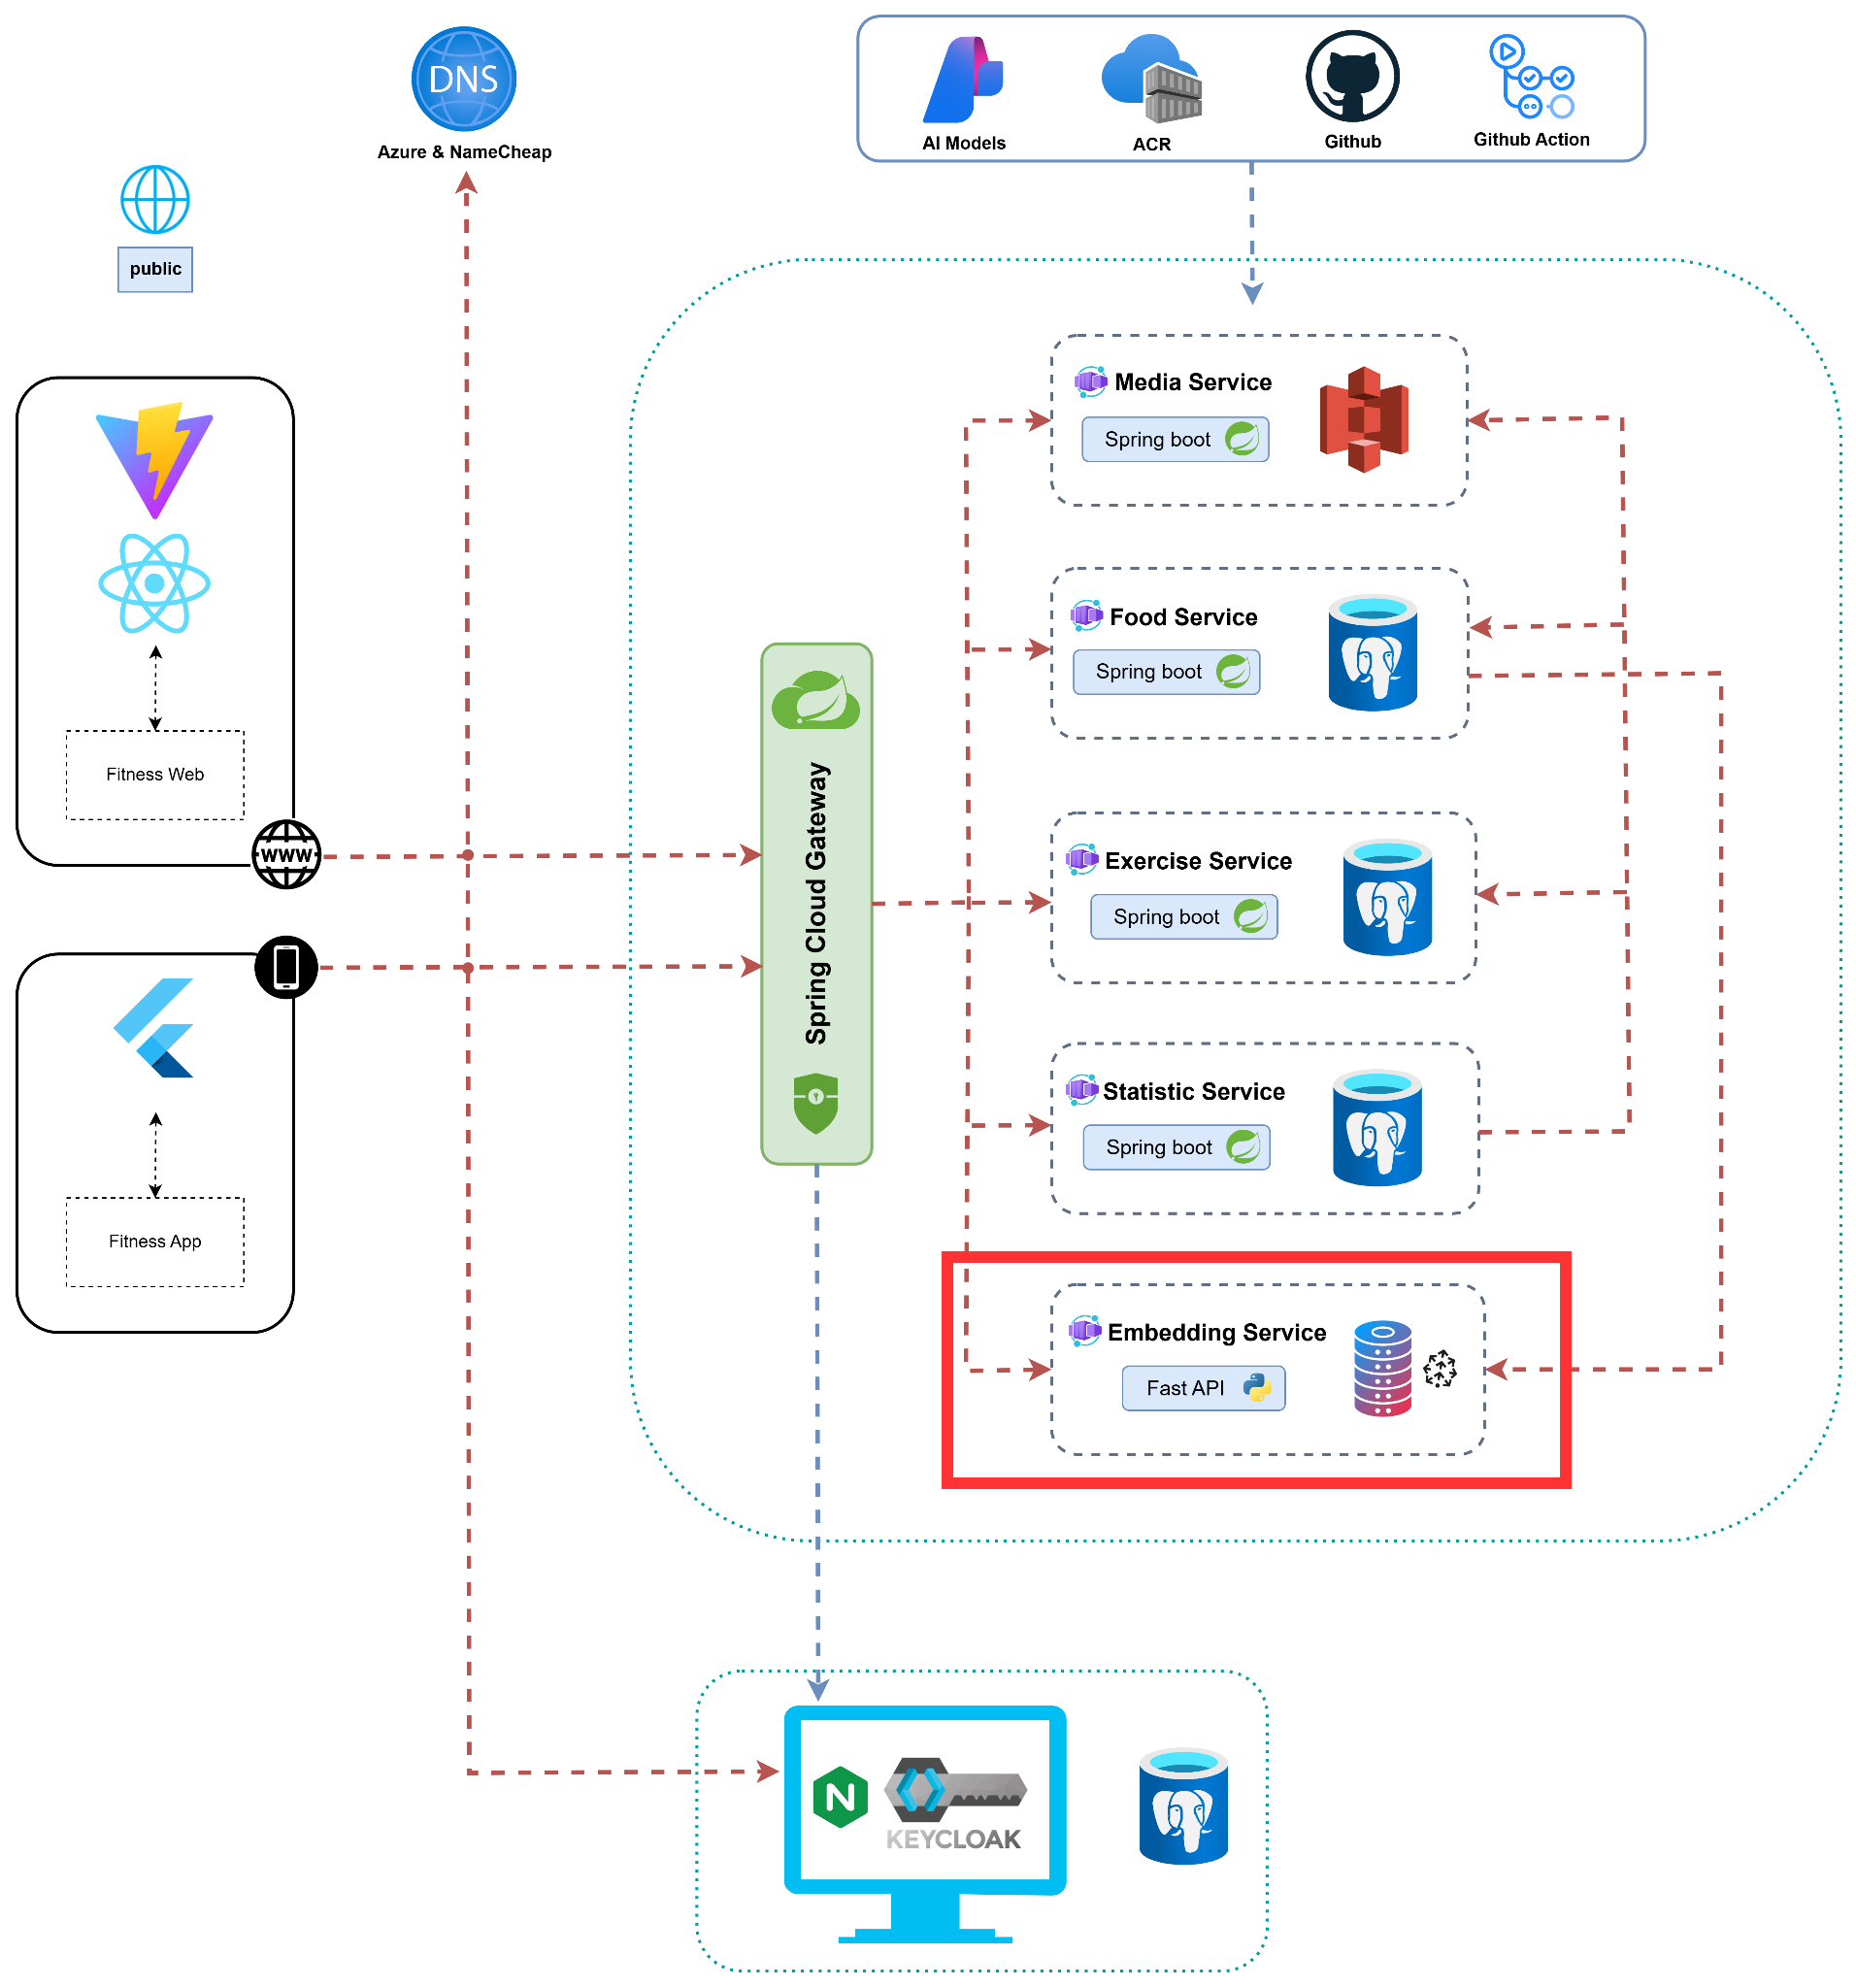 DNS
Azure & NameCheap
AI Models
ACR
Github
Github Action
public
Media Service
Spring boot
Food Service
Spring boot
Fitness Web
www
Spring Cloud Gateway
Exercise Service
Spring boot
Statistic Service
Spring boot
Fitness App
Embedding Service
Fast API
N
KEYCLOAK